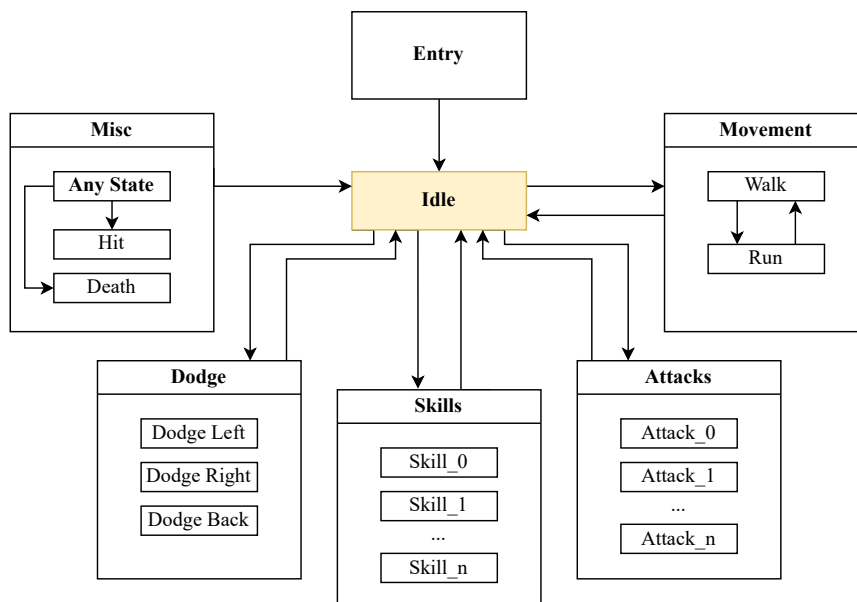 Entry
Misc
Any State
Hit
Death
Idle
Movement
Walk
Run
Dodge
Dodge Left
Dodge Right
Dodge Back
Skills
Skill_0
Skill_1
...
Skill_n
Attacks
Attack_0
Attack_1
...
Attack_n